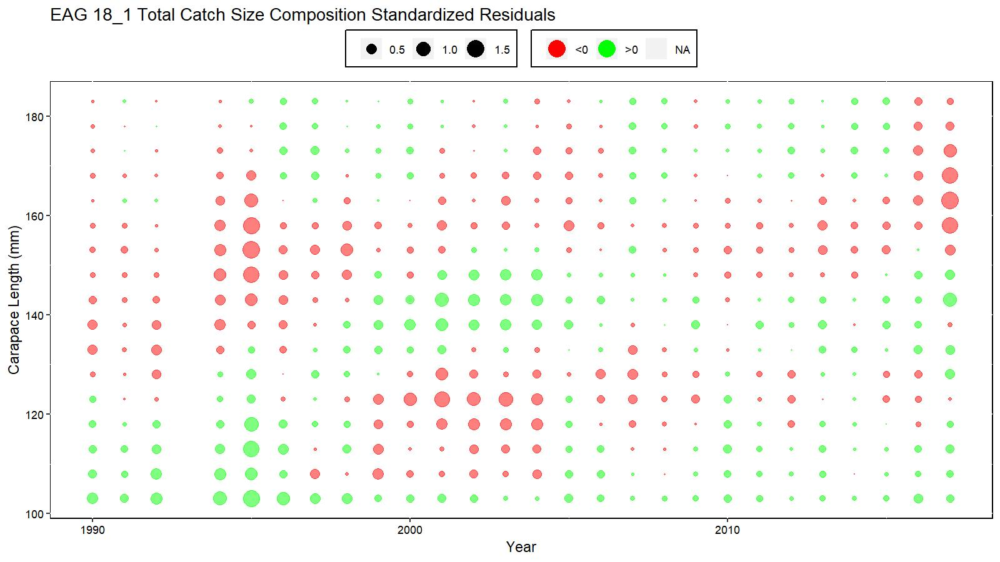 EAG 18_1 Total Catch Size Composition Standardized Residuals
0.5 1.0 1.5 <0 >0 NA
180
160
140
120
100
Carapace Length (mm)
1990 2000 2010
Year